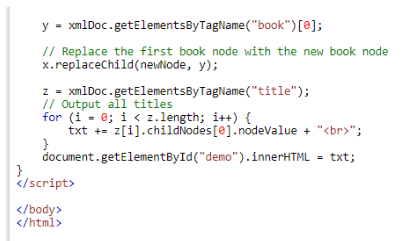 y = xmlDoc.getElementsByTagName("book")[0];
// Replace the first book node with the new book node
x.replaceChild(newNode, y);
z = xmlDoc.getElementsByTagName("title");
// Output all titles
for (i = 0; i < z.length; i++) {
txt += z[i].childNodes[0].nodeValue + "<br>";
}
document.getElementById("demo").innerHTML = txt;
}
</script>
</body>
</html>